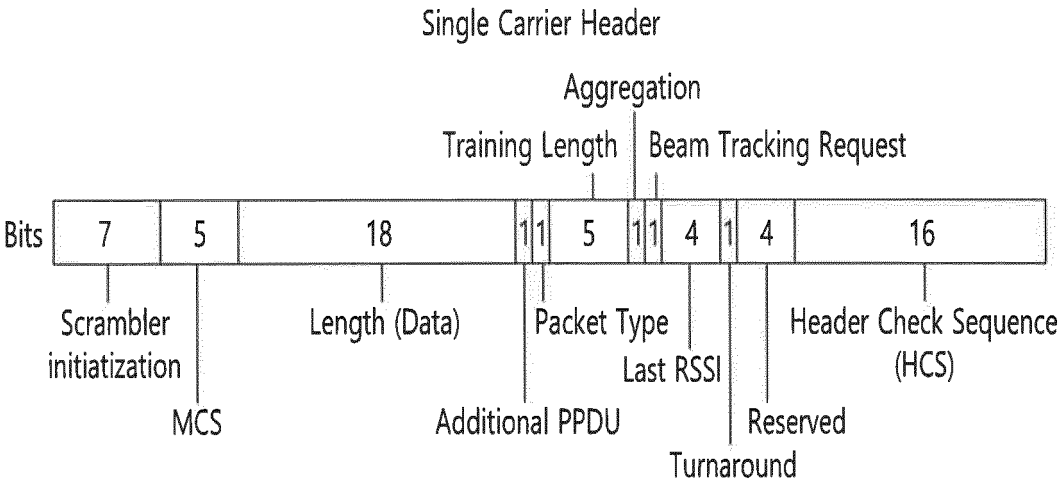 Single Carrier Header
Aggregation
Training Length
Beam Tracking Request
Bits 7 5 18 1 1 5 1 1 4 1 4 16
Scrambler
initiatization
Length (Data)
Packet Type
Header Check Sequence
(HCS)
Last RSSI
MCS
Additional PPDU
Reserved
Turnaround